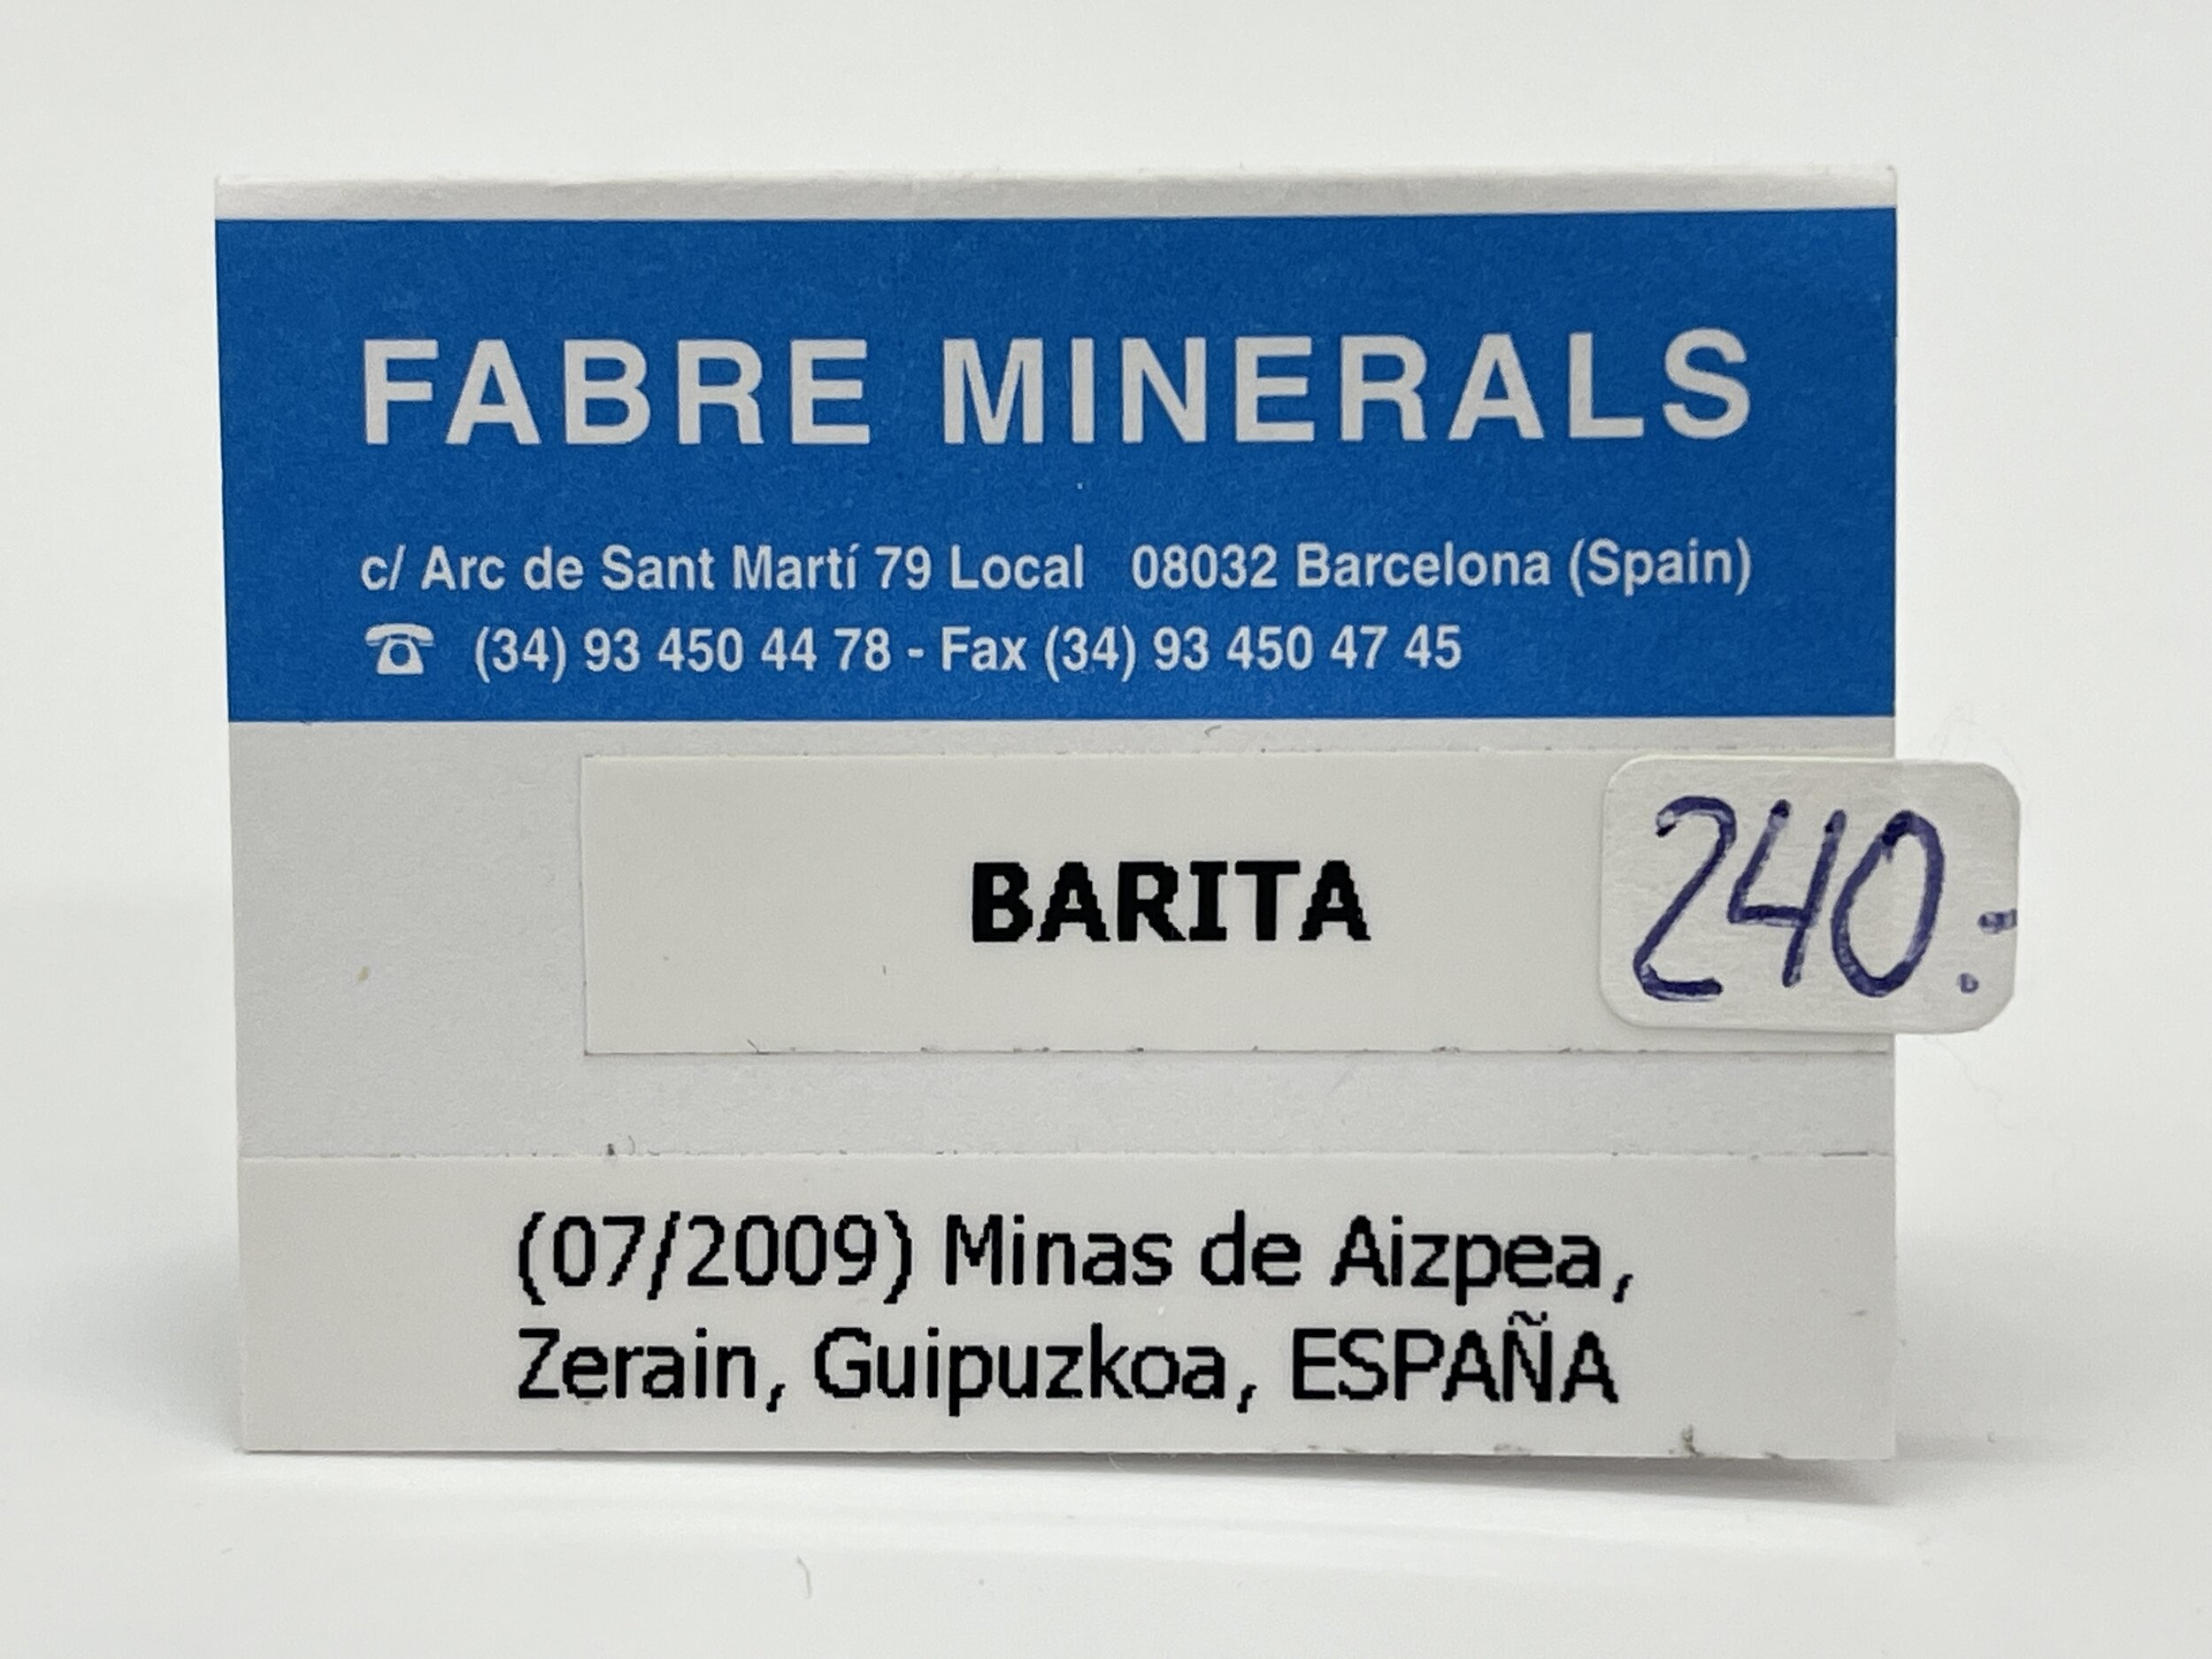 FABRE MINERALS
c/ Arc de Sant Martí 79 Local 08032 Barcelona (Spain)
☎ (34) 93 450 44 78 - Fax (34) 93 450 47 45
BARITA
240.-
(07/2009) Minas de Aizpea,
Zerain, Guipuzkoa, ESPAÑA